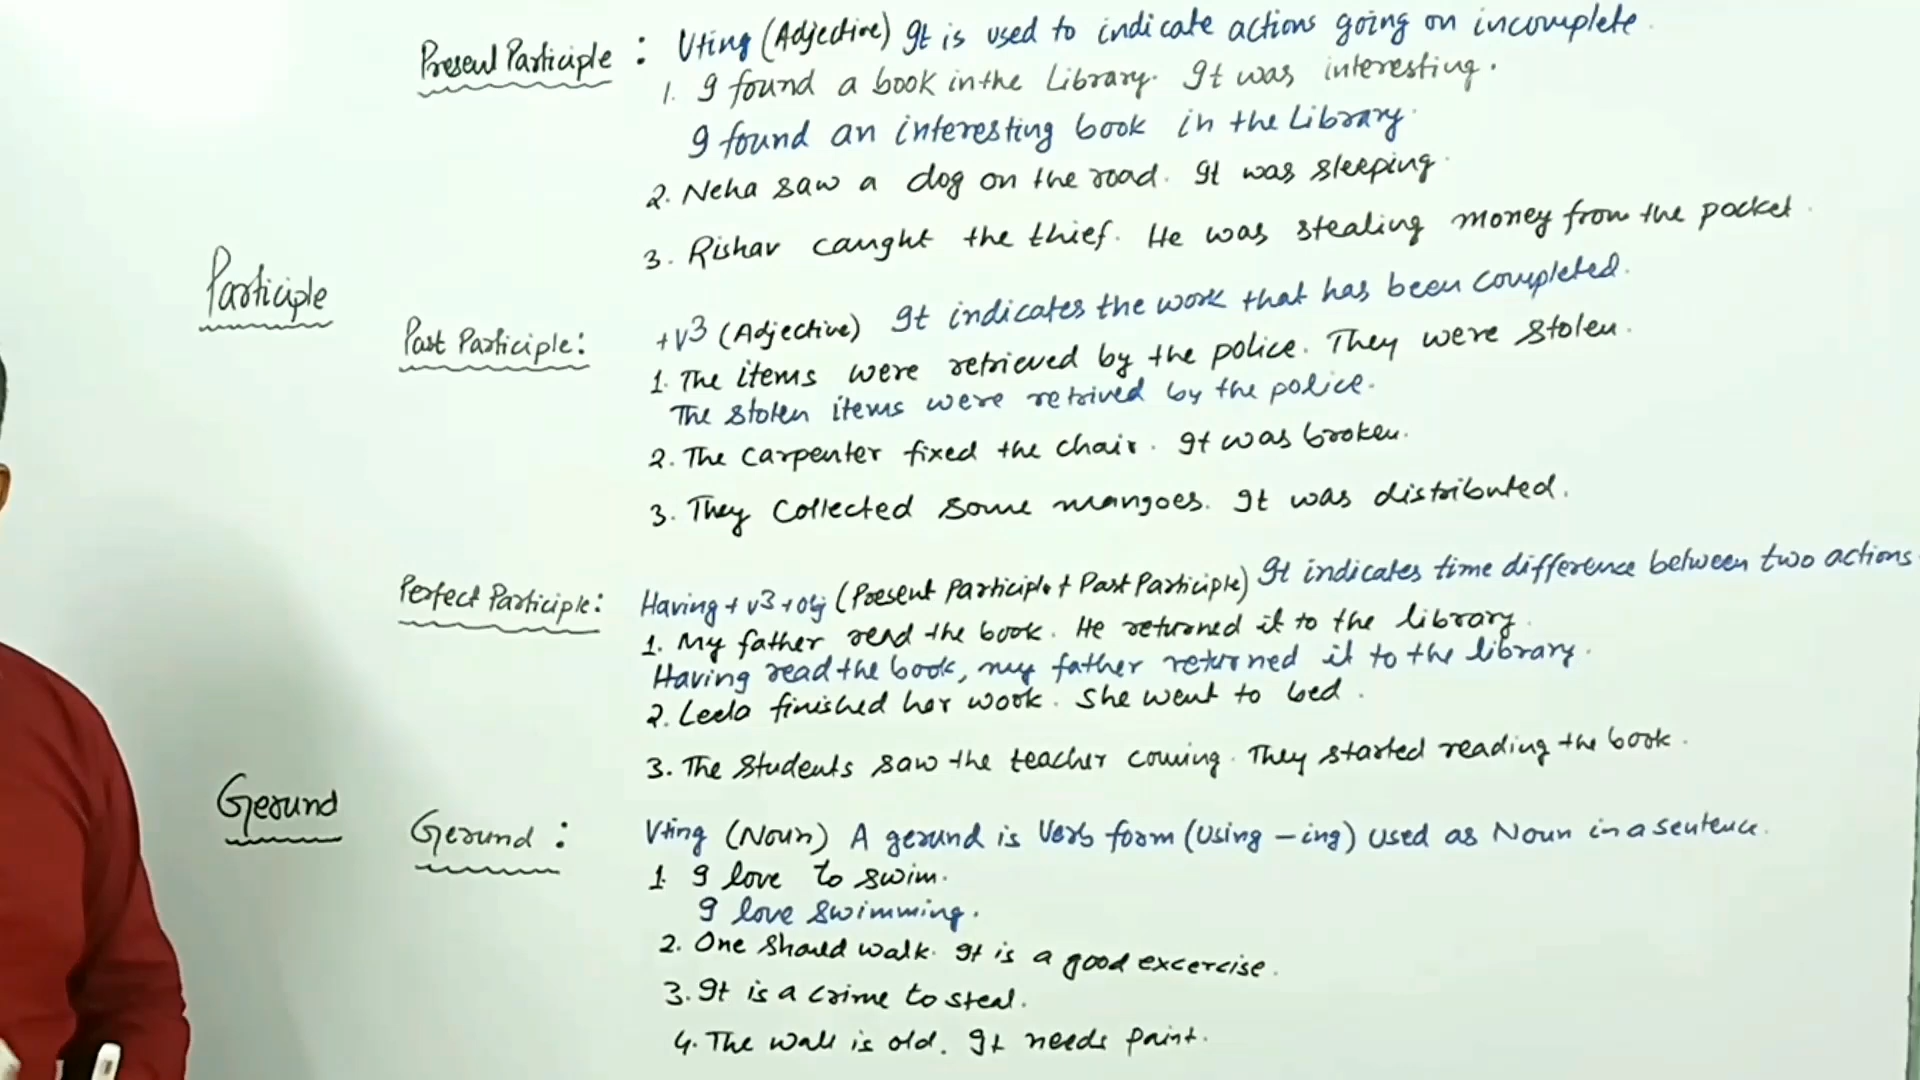 Present Participle : V+ing (Adjective) It is used to indicate actions going on incomplete.
1. I found a book in the Library. It was interesting.
I found an interesting book in the Library.
2. Neha saw a dog on the road. It was sleeping.
3. Rishav caught the thief. He was stealing money from the pocket.
Participle
Past Participle: +V3 (Adjective) It indicates the work that has been completed.
1. The items were retrieved by the police. They were stolen.
The stolen items were retrived by the police.
2. The carpenter fixed the chair. It was broken.
3. They collected some mangoes. It was distributed.
Perfect Participle: Having + v3 + obj (Present Participle + Past Participle) It indicates time difference between two actions
1. My father read the book. He returned it to the library.
Having read the book, my father returned it to the library.
2. Leela finished her work. She went to bed.
3. The students saw the teacher coming. They started reading the book.
Gerund
Gerund : V+ing (Noun) A gerund is Verb form (Using -ing) used as Noun in a sentence.
1 I love to swim.
I love swimming.
2. One should walk. It is a good excercise.
3. It is a crime to steal.
4. The wall is old. It needs paint.